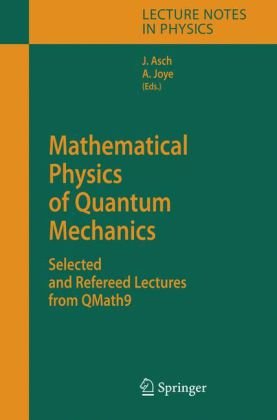 LECTURE NOTES IN PHYSICS
J. Asch
A. Joye
(Eds.)
Mathematical
Physics
of Quantum
Mechanics
Selected
and Refereed Lectures
from QMath9
Springer